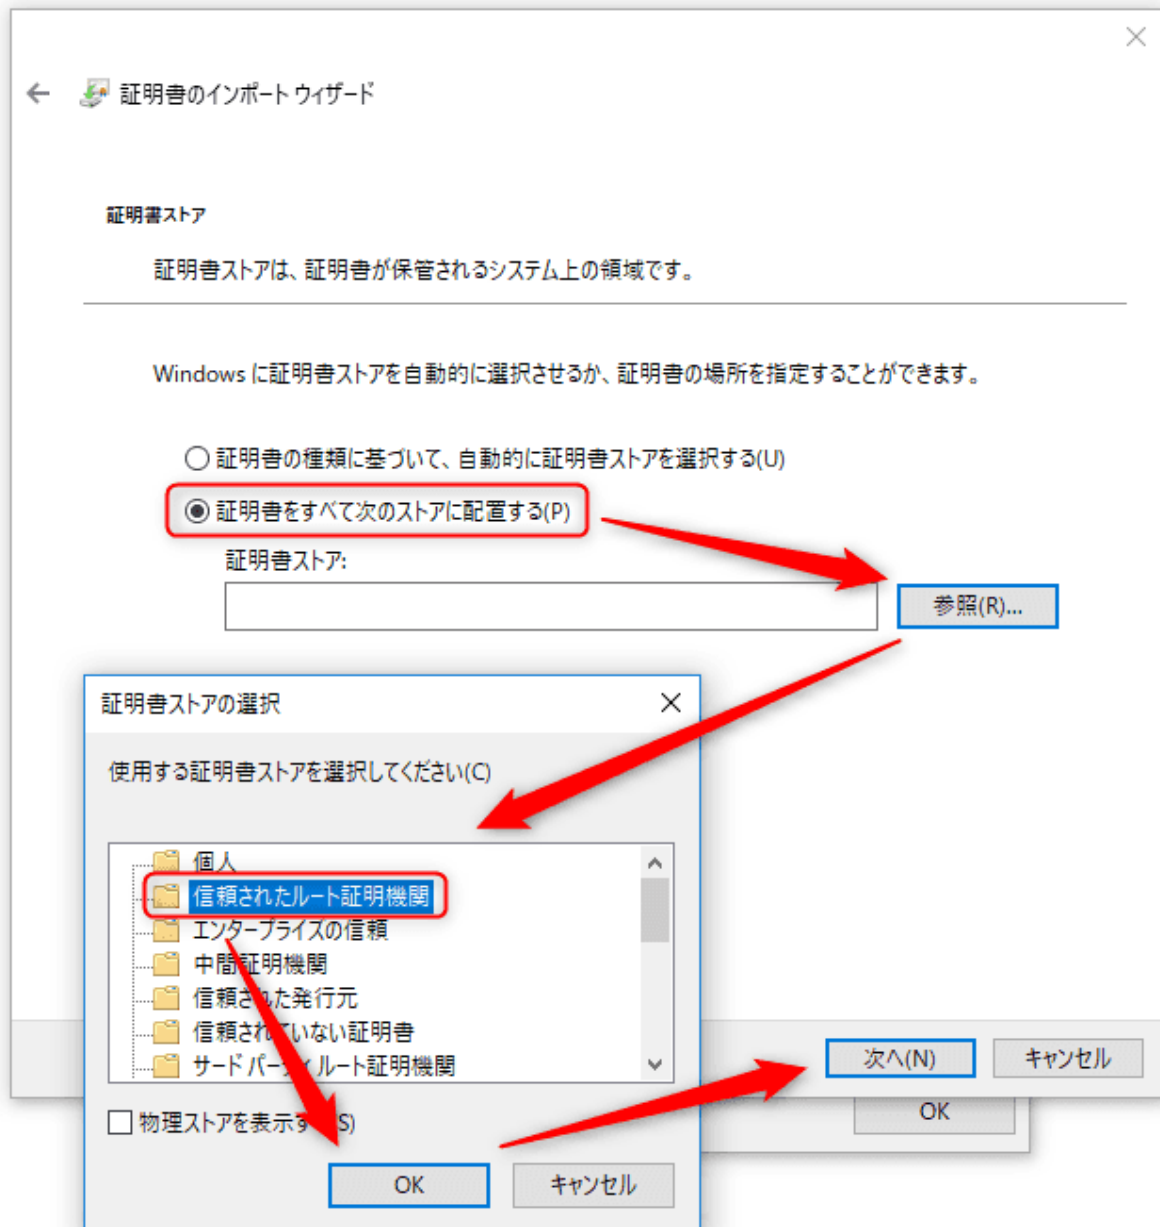 証明書のインポート ウィザード
証明書ストア
証明書ストアは、証明書が保管されるシステム上の領域です。
Windows に証明書ストアを自動的に選択させるか、証明書の場所を指定することができます。
証明書の種類に基づいて、自動的に証明書ストアを選択する(U)
証明書をすべて次のストアに配置する(P)
証明書ストア:
参照(R)...
証明書ストアの選択
使用する証明書ストアを選択してください(C)
個人
信頼されたルート証明機関
エンタープライズの信頼
中間証明機関
信頼された発行元
信頼されていない証明書
サード パーティ ルート証明機関
物理ストアを表示す S)
OK
キャンセル
次へ(N)
キャンセル
OK